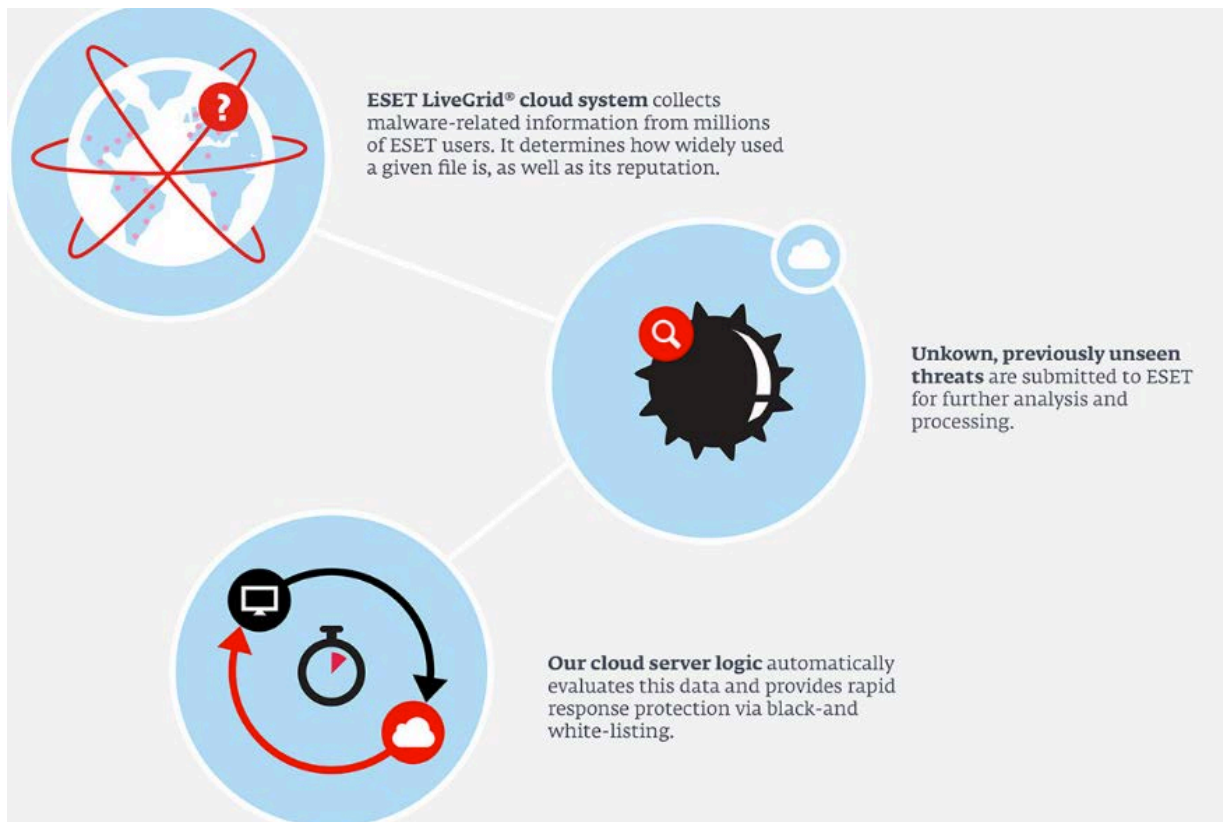 ESET LiveGrid® cloud system collects
malware-related information from millions
of ESET users. It determines how widely used
a given file is, as well as its reputation.
Unkown, previously unseen
threats are submitted to ESET
for further analysis and
processing.
Our cloud server logic automatically
evaluates this data and provides rapid
response protection via black-and
white-listing.
?